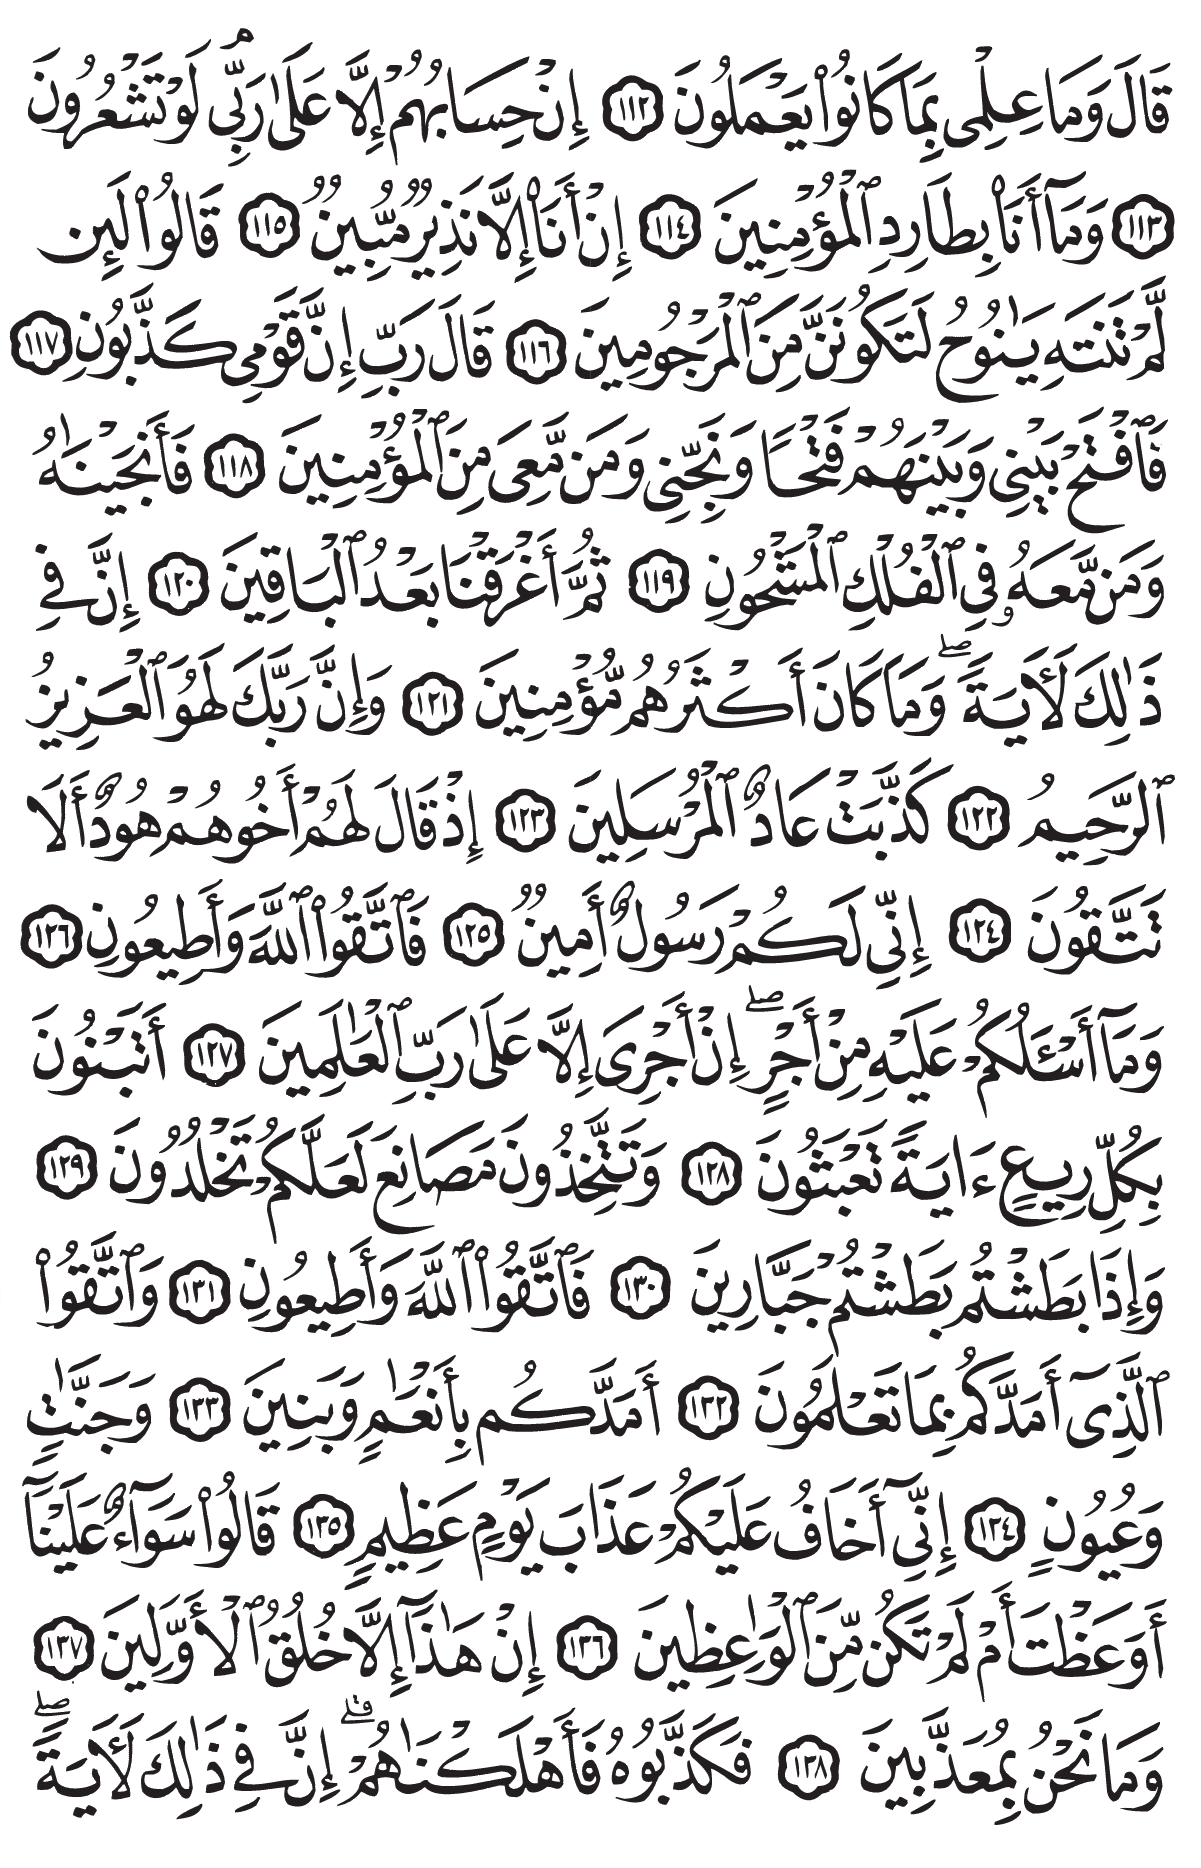 قَالَ وَمَا عِلْمِى بِمَا كَانُوا۟ يَعْمَلُونَ ١١٢ إِنْ حِسَابُهُمْ إِلَّا عَلَىٰ رَبِّى لَوْ تَشْعُرُونَ
١١٣ وَمَآ أَنَا۠ بِطَارِدِ ٱلْمُؤْمِنِينَ ١١٤ إِنْ أَنَا۠ إِلَّا نَذِيرٌ مُّبِينٌ ١١٥ قَالُوا۟ لَئِن
لَّمْ تَنتَهِ يَـٰنُوحُ لَتَكُونَنَّ مِنَ ٱلْمَرْجُومِينَ ١١٦ قَالَ رَبِّ إِنَّ قَوْمِى كَذَّبُونِ ١١٧
فَٱفْتَحْ بَيْنِى وَبَيْنَهُمْ فَتْحًا وَنَجِّنِى وَمَن مَّعِىَ مِنَ ٱلْمُؤْمِنِينَ ١١٨ فَأَنجَيْنَـٰهُ
وَمَن مَّعَهُۥ فِى ٱلْفُلْكِ ٱلْمَشْحُونِ ١١٩ ثُمَّ أَغْرَقْنَا بَعْدُ ٱلْبَاقِينَ ١٢٠ إِنَّ فِى
ذَٰلِكَ لَـَٔايَةً ۖ وَمَا كَانَ أَكْثَرُهُم مُّؤْمِنِينَ ١٢١ وَإِنَّ رَبَّكَ لَهُوَ ٱلْعَزِيزُ
ٱلرَّحِيمُ ١٢٢ كَذَّبَتْ عَادٌ ٱلْمُرْسَلِينَ ١٢٣ إِذْ قَالَ لَهُمْ أَخُوهُمْ هُودٌ أَلَا
تَتَّقُونَ ١٢٤ إِنِّى لَكُمْ رَسُولٌ أَمِينٌ ١٢٥ فَٱتَّقُوا۟ ٱللَّهَ وَأَطِيعُونِ ١٢٦
وَمَآ أَسْـَٔلُكُمْ عَلَيْهِ مِنْ أَجْرٍ ۖ إِنْ أَجْرِىَ إِلَّا عَلَىٰ رَبِّ ٱلْعَـٰلَمِينَ ١٢٧ أَتَبْنُونَ
بِكُلِّ رِيعٍ ءَايَةً تَعْبَثُونَ ١٢٨ وَتَتَّخِذُونَ مَصَانِعَ لَعَلَّكُمْ تَخْلُدُونَ ١٢٩
وَإِذَا بَطَشْتُم بَطَشْتُمْ جَبَّارِينَ ١٣٠ فَٱتَّقُوا۟ ٱللَّهَ وَأَطِيعُونِ ١٣١ وَٱتَّقُوا۟
ٱلَّذِىٓ أَمَدَّكُم بِمَا تَعْلَمُونَ ١٣٢ أَمَدَّكُم بِأَنْعَـٰمٍ وَبَنِينَ ١٣٣ وَجَنَّـٰتٍ
وَعُيُونٍ ١٣٤ إِنِّىٓ أَخَافُ عَلَيْكُمْ عَذَابَ يَوْمٍ عَظِيمٍ ١٣٥ قَالُوا۟ سَوَآءٌ عَلَيْنَآ
أَوَعَظْتَ أَمْ لَمْ تَكُن مِّنَ ٱلْوَٰعِظِينَ ١٣٦ إِنْ هَـٰذَآ إِلَّا خُلُقُ ٱلْأَوَّلِينَ ١٣٧
وَمَا نَحْنُ بِمُعَذَّبِينَ ١٣٨ فَكَذَّبُوهُ فَأَهْلَكْنَـٰهُمْ ۗ إِنَّ فِى ذَٰلِكَ لَـَٔايَةً ۖ